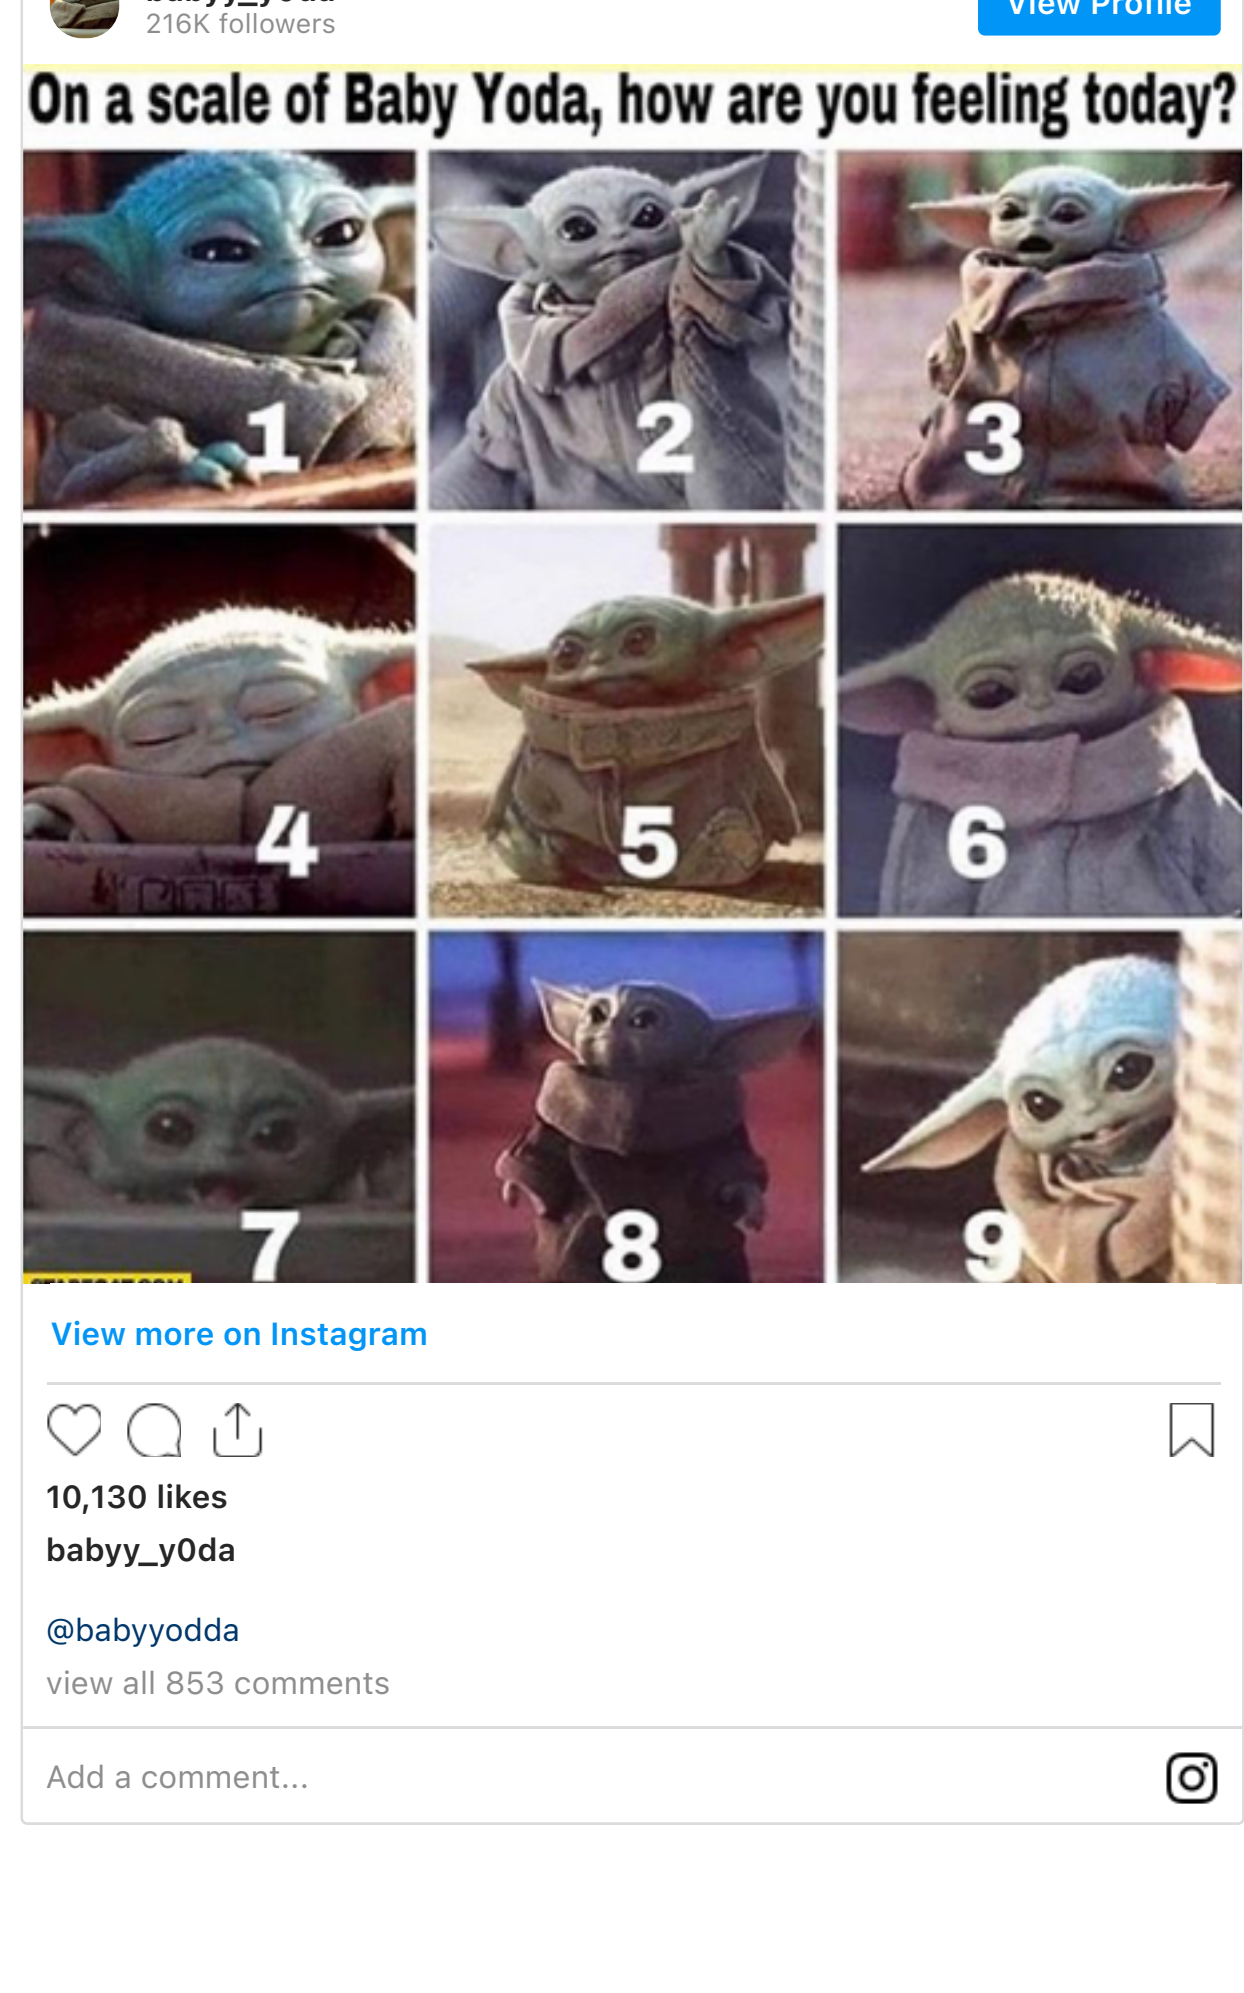 216K followers
View Profile
On a scale of Baby Yoda, how are you feeling today?
1
2
3
4
5
6
7
8
9
View more on Instagram
10,130 likes
babyy_y0da
@babyyodda
view all 853 comments
Add a comment...